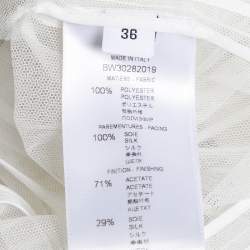 36
MADE IN ITALY
BW30282019
MATIERE - FABRIC
100% POLYESTER
POLYESTER
ポリエステル
PAREMENTURES - FACING
100% SOIE
SILK
シルク
FINITION - FINISHING
71% ACETATE
ACETATE
アセテート
ACETAT
29% SOIE
SILK
シルク